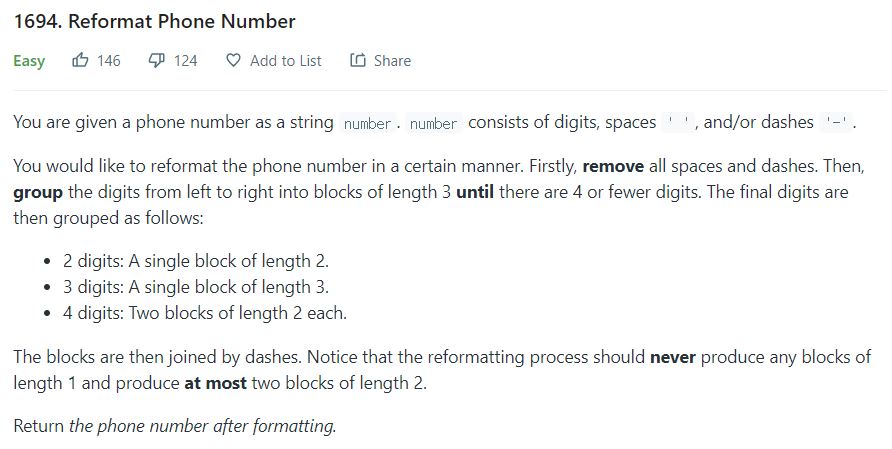 1694. Reformat Phone Number
Easy 146 124 Add to List Share
You are given a phone number as a string number. number consists of digits, spaces ' ', and/or dashes '-'.
You would like to reformat the phone number in a certain manner. Firstly, remove all spaces and dashes. Then,
group the digits from left to right into blocks of length 3 until there are 4 or fewer digits. The final digits are
then grouped as follows:
• 2 digits: A single block of length 2.
• 3 digits: A single block of length 3.
• 4 digits: Two blocks of length 2 each.
The blocks are then joined by dashes. Notice that the reformatting process should never produce any blocks of
length 1 and produce at most two blocks of length 2.
Return the phone number after formatting.